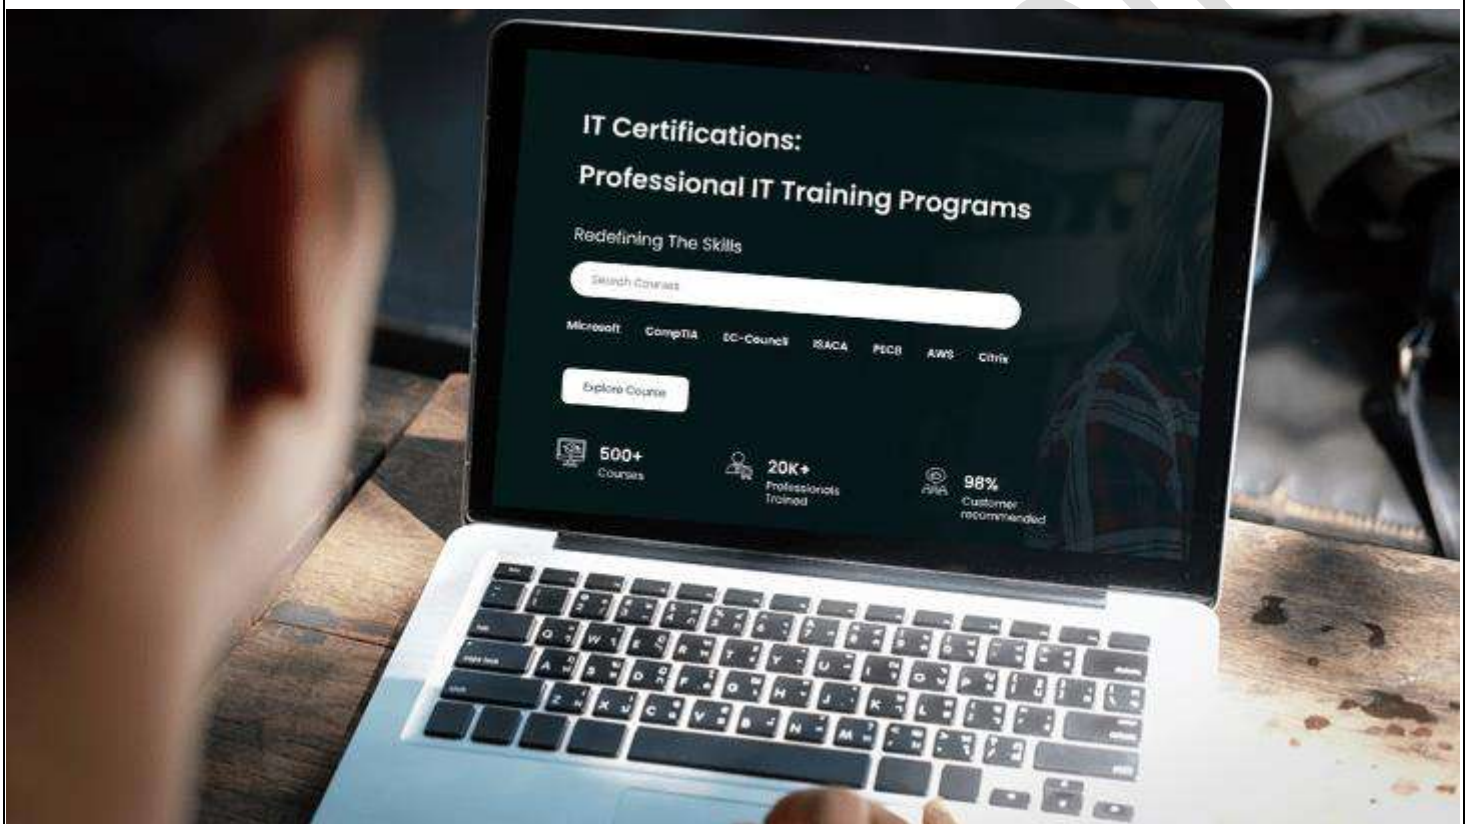 IT Certifications:
Professional IT Training Programs
Redefining The Skills
Search Courses
Microsoft CompTIA EC-Council ISACA PECB AWS Citrix
Explore Course
500+
Courses
20K+
Professionals
Trained
98%
Customer
recommended